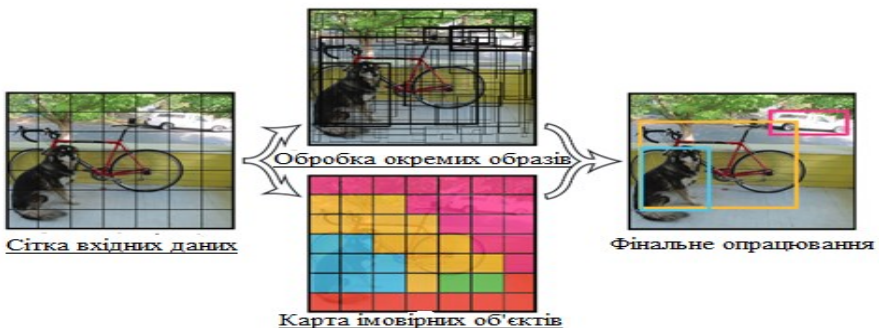 Обробка окремих образів
Сітка вхідних даних
Фінальне опрацювання
Карта імовірних об'єктів